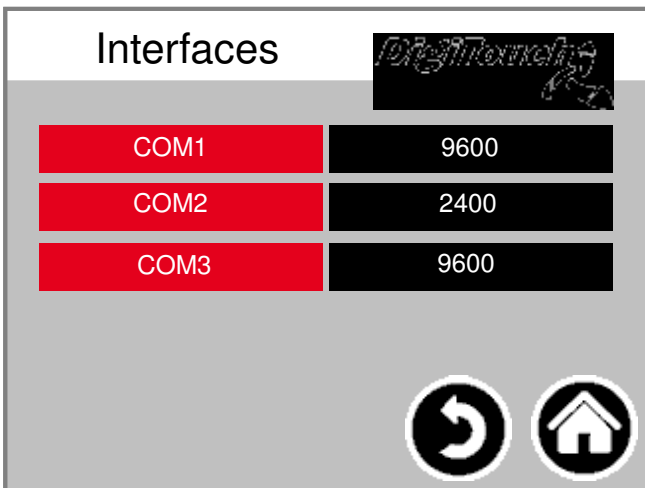 Interfaces
DigiTouch
COM1 9600
COM2 2400
COM3 9600